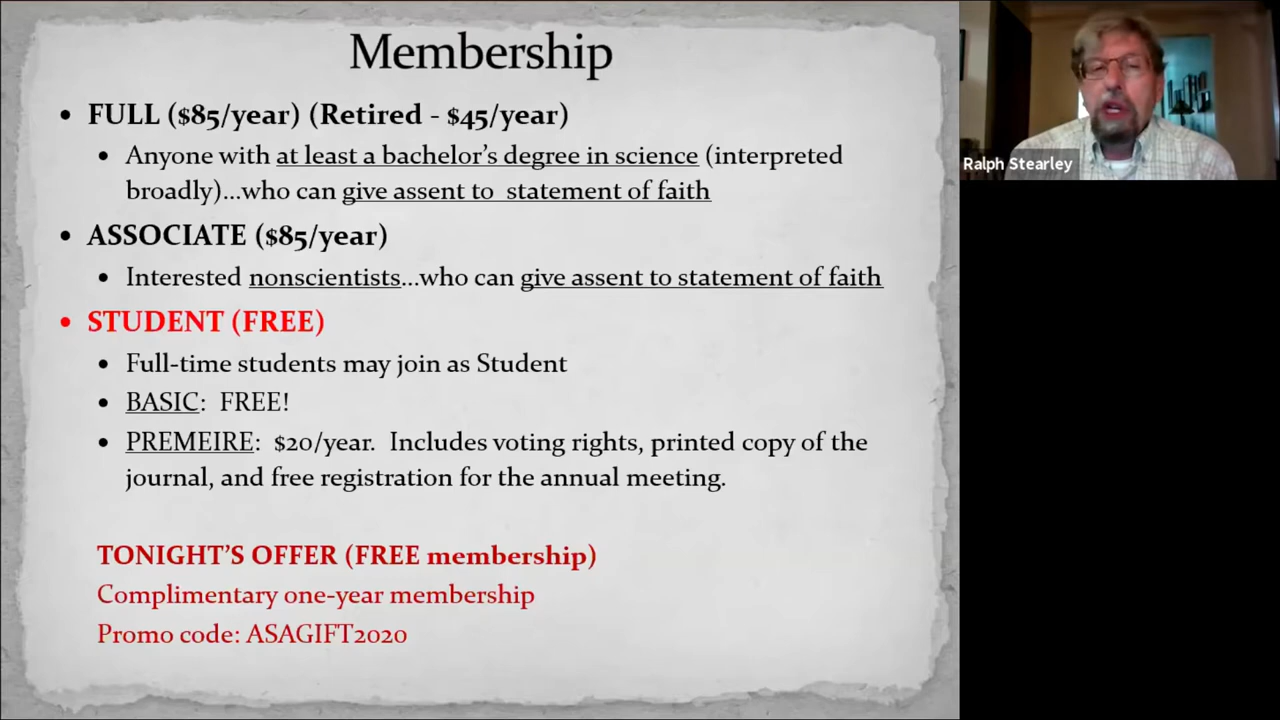 Membership
• FULL ($85/year) (Retired - $45/year)
• Anyone with at least a bachelor's degree in science (interpreted
broadly)...who can give assent to  statement of faith
• ASSOCIATE ($85/year)
• Interested nonscientists...who can give assent to statement of faith
• STUDENT (FREE)
• Full-time students may join as Student
• BASIC:  FREE!
• PREMEIRE:  $20/year.  Includes voting rights, printed copy of the
journal, and free registration for the annual meeting.
TONIGHT'S OFFER (FREE membership)
Complimentary one-year membership
Promo code: ASAGIFT2020
Ralph Stearley